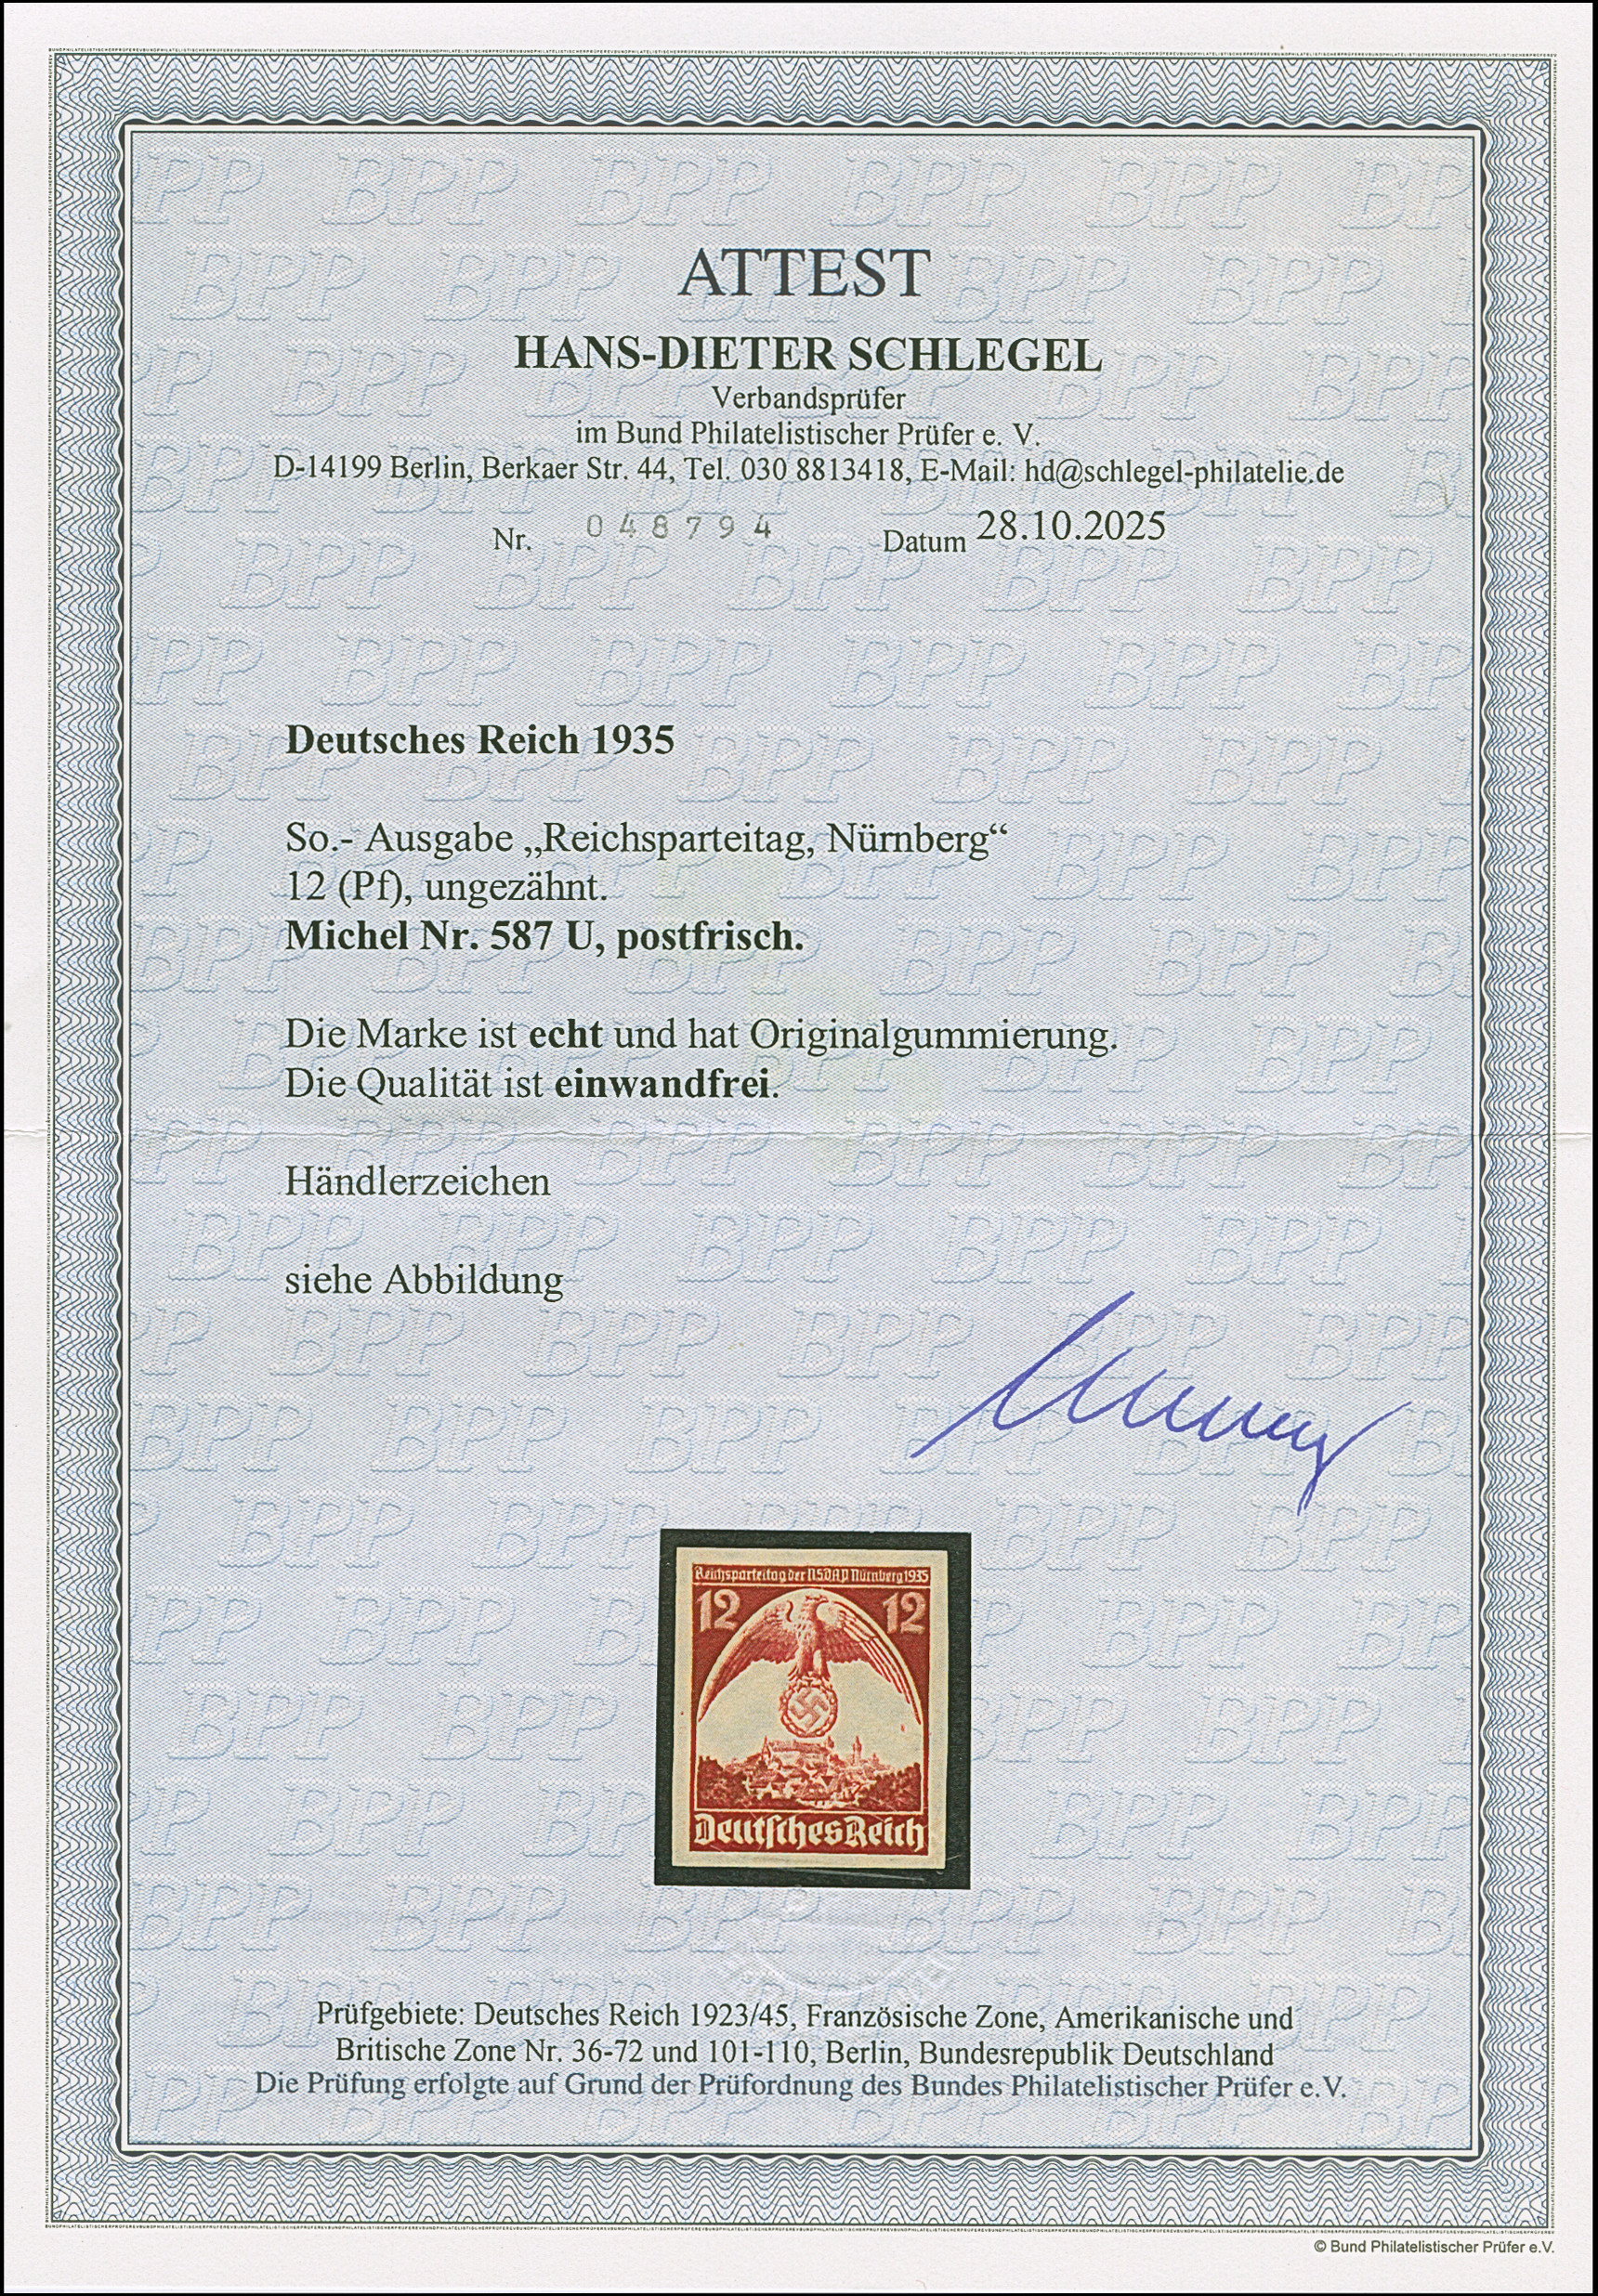 ATTEST
HANS-DIETER SCHLEGEL
Verbandsprüfer
im Bund Philatelistischer Prüfer e. V.
D-14199 Berlin, Berkaer Str. 44, Tel. 030 8813418, E-Mail: hd@schlegel-philatelie.de
Nr. 048794 Datum 28.10.2025
Deutsches Reich 1935
So.- Ausgabe „Reichsparteitag, Nürnberg“
12 (Pf), ungezähnt.
Michel Nr. 587 U, postfrisch.
Die Marke ist echt und hat Originalgummierung.
Die Qualität ist einwandfrei.
Händlerzeichen
siehe Abbildung
Reichsparteitag der NSDAP Nürnberg 1935
12 12
Deutsches Reich
Prüfgebiete: Deutsches Reich 1923/45, Französische Zone, Amerikanische und
Britische Zone Nr. 36-72 und 101-110, Berlin, Bundesrepublik Deutschland
Die Prüfung erfolgte auf Grund der Prüfordnung des Bundes Philatelistischer Prüfer e.V.
© Bund Philatelistischer Prüfer e.V.